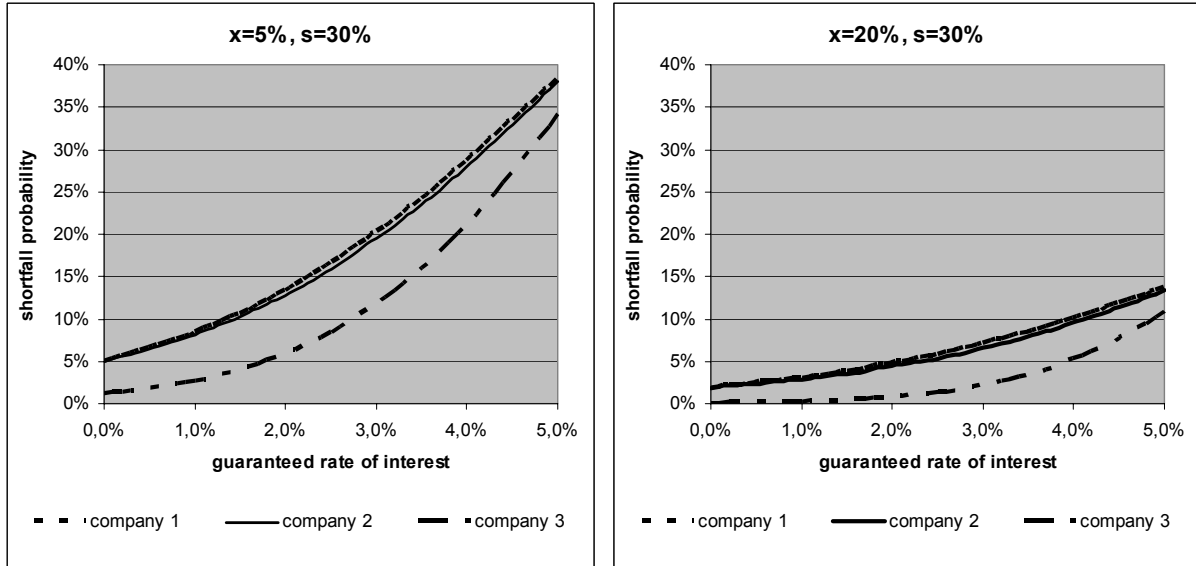 x=5%, s=30%
40%
35%
30%
25%
20%
15%
10%
5%
0%
shortfall probability
0,0% 1,0% 2,0% 3,0% 4,0% 5,0%
guaranteed rate of interest
company 1 company 2 company 3
x=20%, s=30%
40%
35%
30%
25%
20%
15%
10%
5%
0%
shortfall probability
0,0% 1,0% 2,0% 3,0% 4,0% 5,0%
guaranteed rate of interest
company 1 company 2 company 3